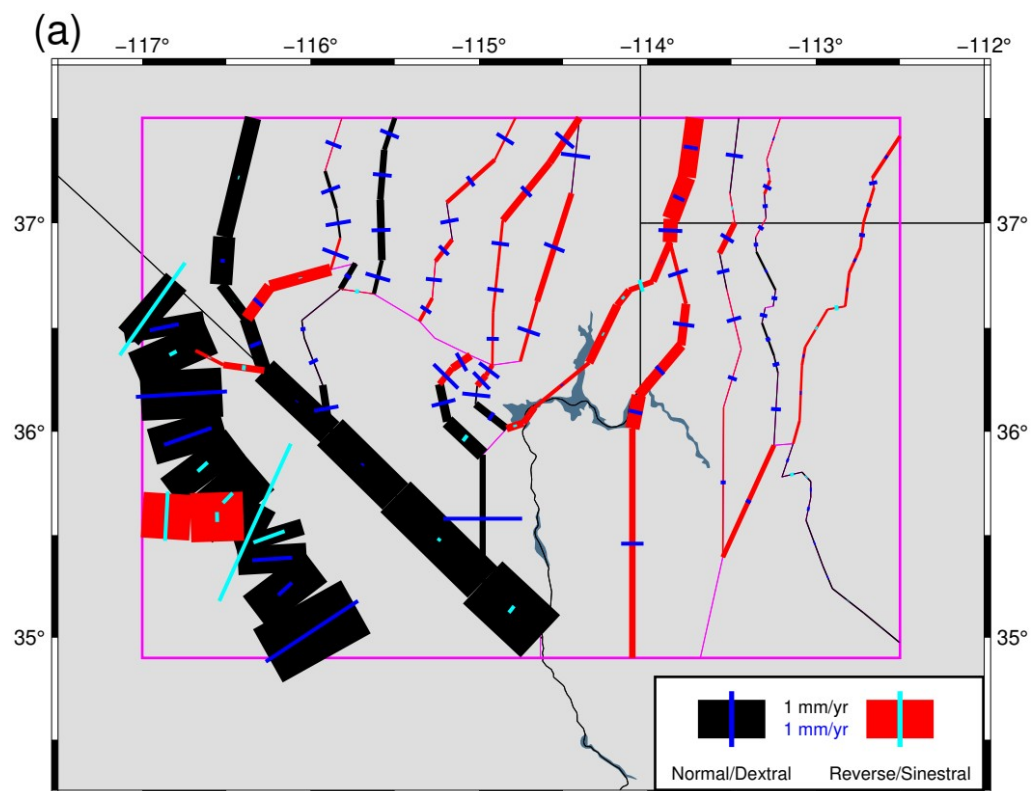 (a)
−117° −116° −115° −114° −113° −112°
37° 37°
36° 36°
35° 35°
1 mm/yr
1 mm/yr
Normal/Dextral Reverse/Sinestral